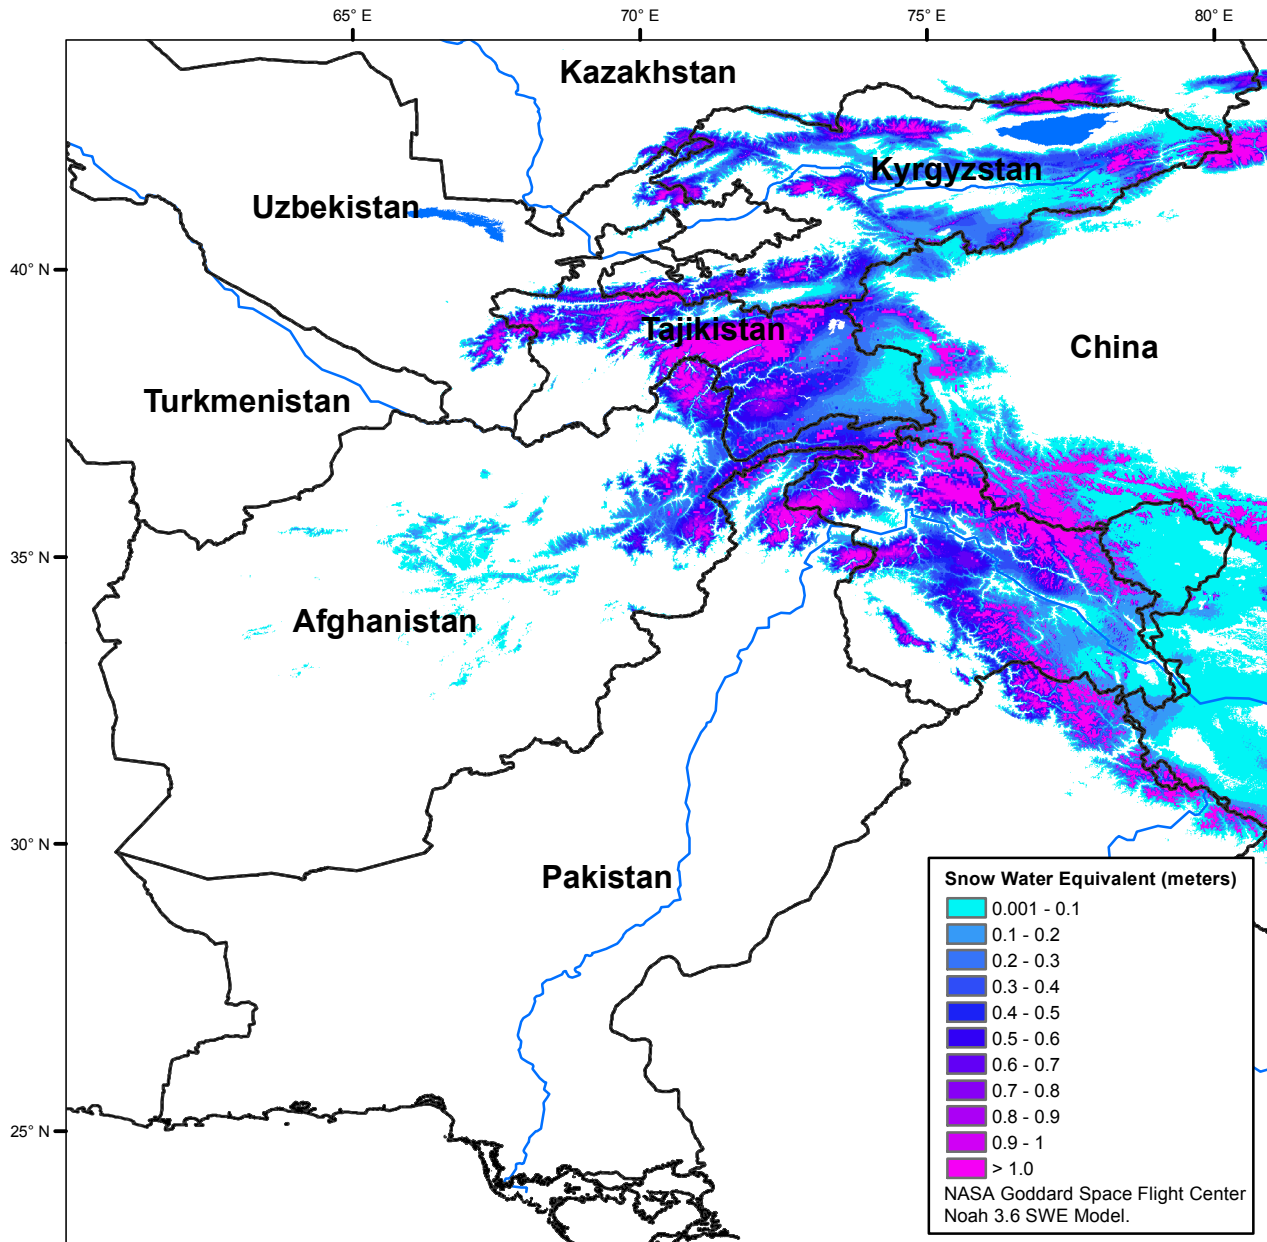 65° E
70° E
75° E
80° E
Kazakhstan
Kyrgyzstan
Uzbekistan
40° N
Tajikistan
China
Turkmenistan
35° N
Afghanistan
30° N
Pakistan
25° N
Snow Water Equivalent (meters)
0.001 - 0.1
0.1 - 0.2
0.2 - 0.3
0.3 - 0.4
0.4 - 0.5
0.5 - 0.6
0.6 - 0.7
0.7 - 0.8
0.8 - 0.9
0.9 - 1
> 1.0
NASA Goddard Space Flight Center
Noah 3.6 SWE Model.